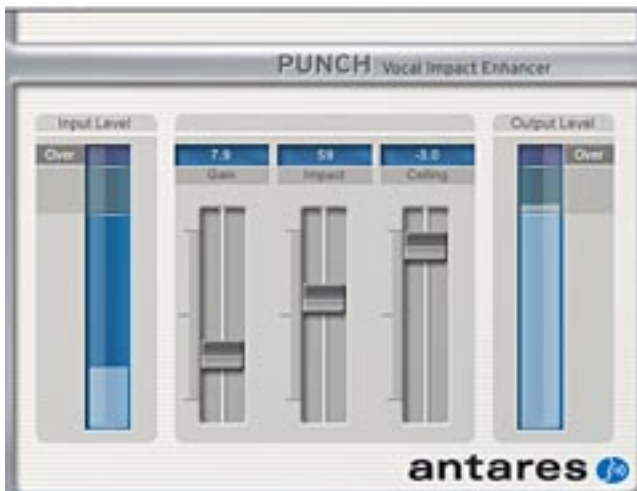 PUNCH Vocal Impact Enhancer
Input Level
Output Level
Over
7.9
59
-3.0
Over
Gain
Impact
Ceiling
antares